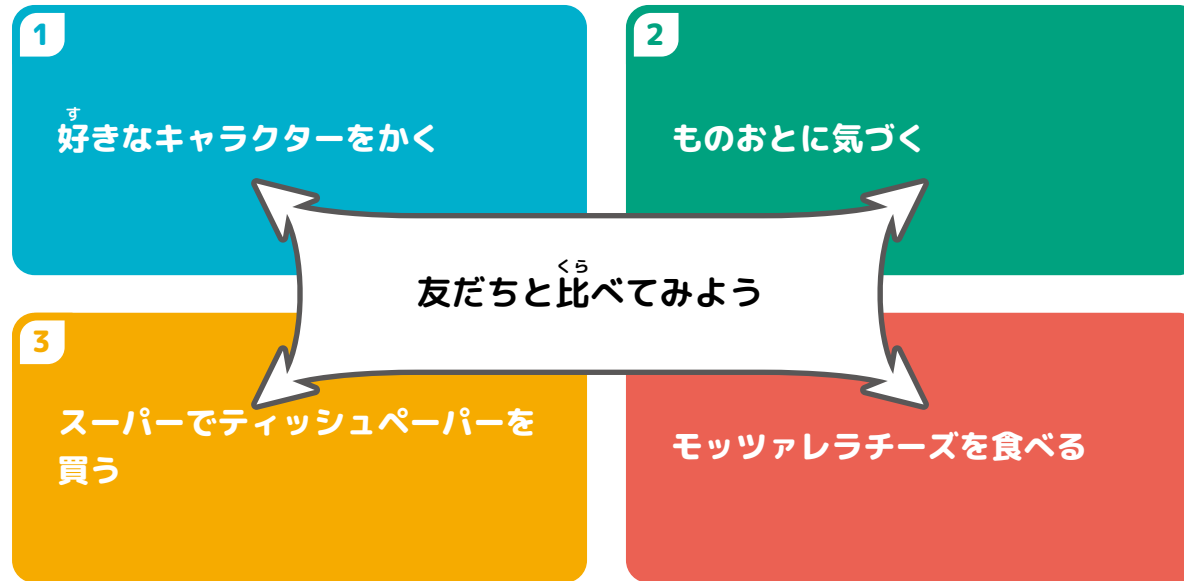 1
好きなキャラクターをかく
す
2
ものおとに気づく
友だちと比べてみよう
くら
3
スーパーでティッシュペーパーを
買う
モッツァレラチーズを食べる